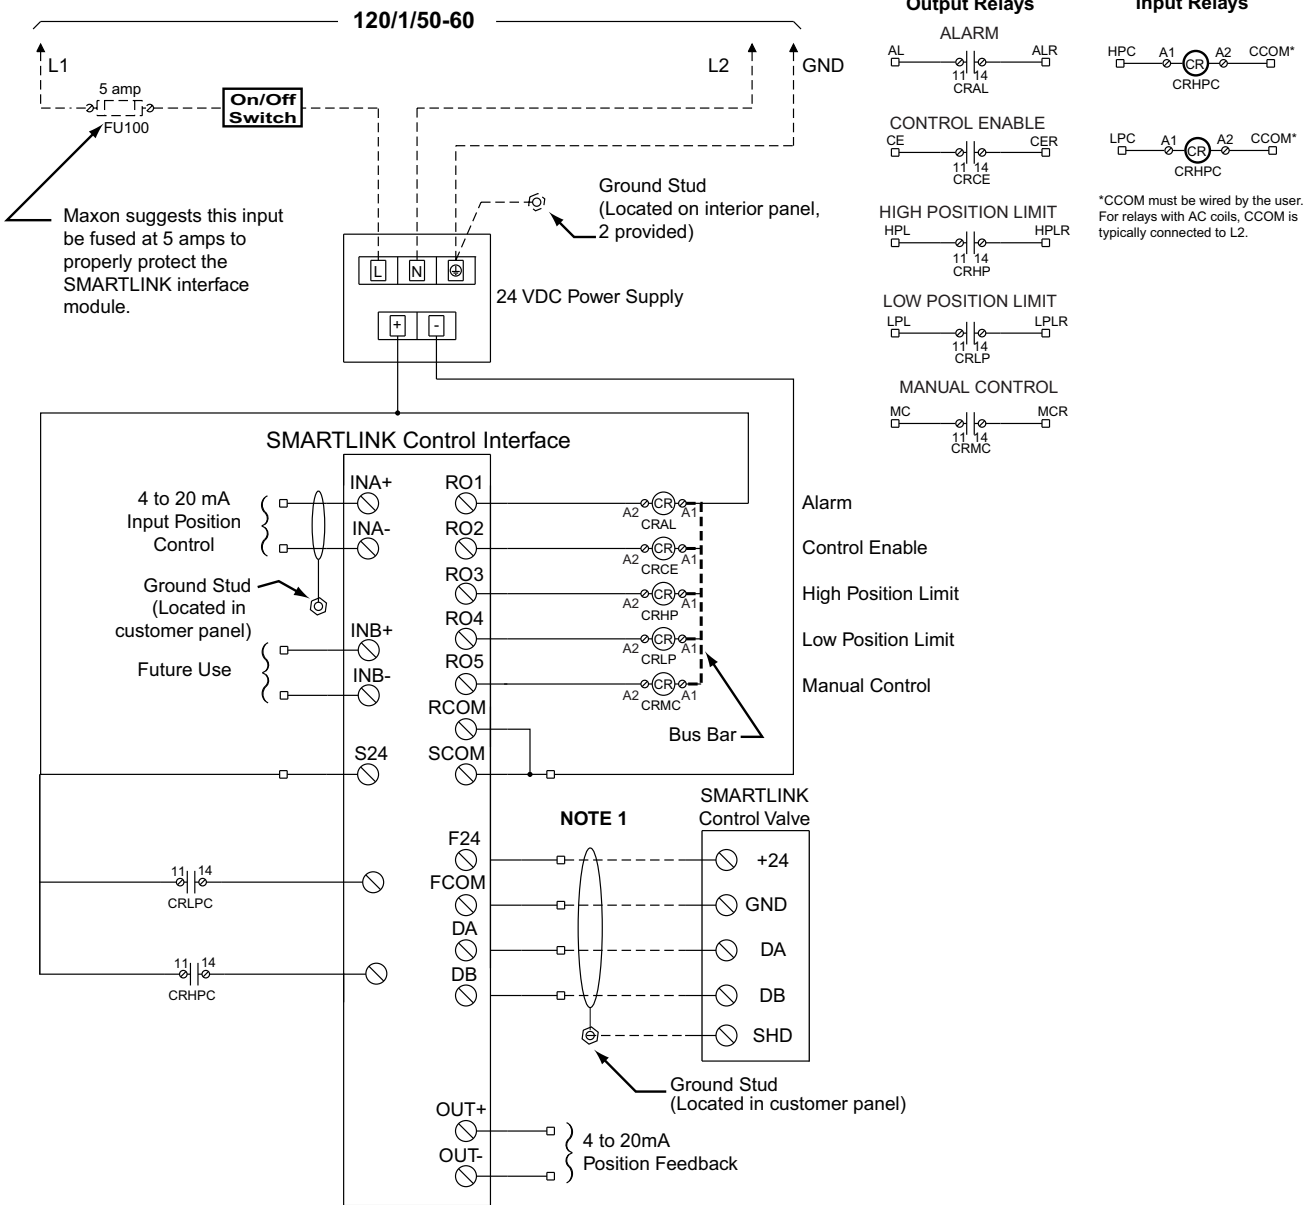 120/1/50-60
Output Relays
Input Relays
L1
L2
GND
5 amp
FU100
On/Off
Switch
Maxon suggests this input
be fused at 5 amps to
properly protect the
SMARTLINK interface
module.
Ground Stud
(Located on interior panel,
2 provided)
L
N
24 VDC Power Supply
+
-
ALARM
AL
ALR
11 14
CRAL
CONTROL ENABLE
CE
CER
11 14
CRCE
HIGH POSITION LIMIT
HPL
HPLR
11 14
CRHP
LOW POSITION LIMIT
LPL
LPLR
11 14
CRLP
MANUAL CONTROL
MC
MCR
11 14
CRMC
HPC
A1
CR
A2
CCOM*
CRHPC
LPC
A1
CR
A2
CCOM*
CRHPC
*CCOM must be wired by the user.
For relays with AC coils, CCOM is
typically connected to L2.
SMARTLINK Control Interface
4 to 20 mA
Input Position
Control
INA+
INA-
Ground Stud
(Located in
customer panel)
Future Use
INB+
INB-
S24
11 14
CRLPC
11 14
CRHPC
RO1
A2
CR
A1
CRAL
Alarm
RO2
A2
CR
A1
CRCE
Control Enable
RO3
A2
CR
A1
CRHP
High Position Limit
RO4
A2
CR
A1
CRLP
Low Position Limit
RO5
A2
CR
A1
CRMC
Manual Control
Bus Bar
RCOM
SCOM
NOTE 1
SMARTLINK
Control Valve
F24
+24
FCOM
GND
DA
DA
DB
DB
SHD
Ground Stud
(Located in customer panel)
OUT+
OUT-
4 to 20mA
Position Feedback